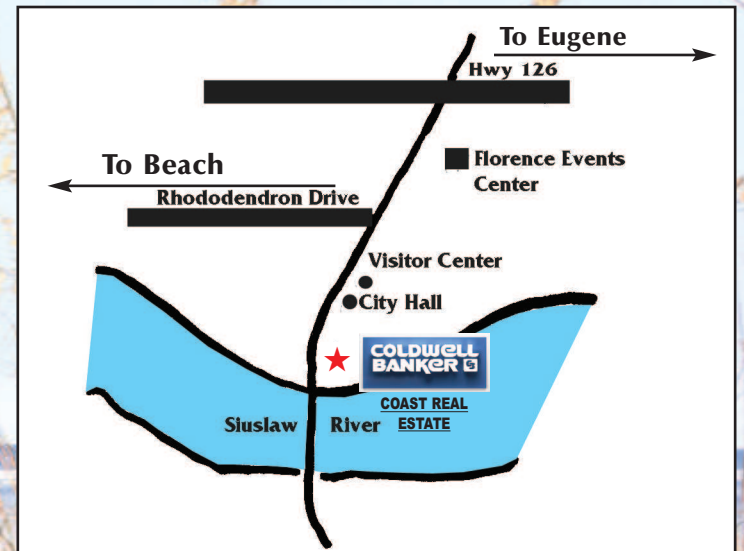 To Eugene
Hwy 126
Florence Events
Center
To Beach
Rhododendron Drive
Visitor Center
City Hall
COLDWELL
BANKER
COAST REAL
ESTATE
Siuslaw River